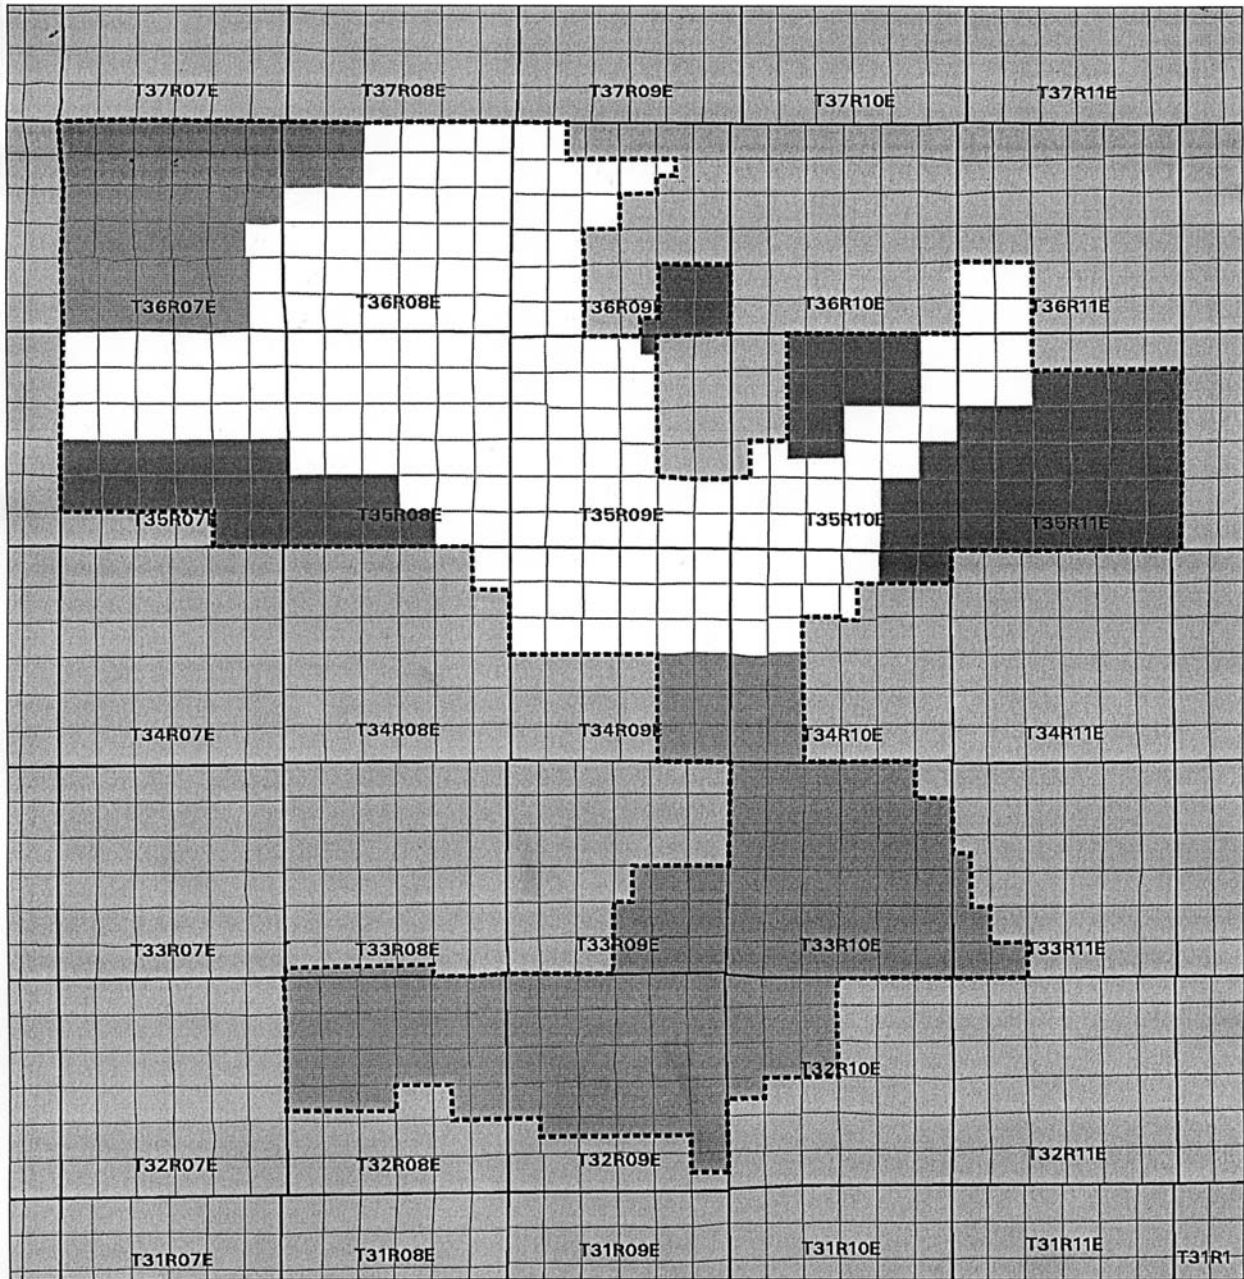 T37R07E T37R08E T37R09E T37R10E T37R11E
T36R07E T36R08E 36R09E T36R10E T36R11E
T35R07E T35R08E T35R09E T35R10E T35R11E
T34R07E T34R08E T34R09E T34R10E T34R11E
T33R07E T33R08E T33R09E T33R10E T33R11E
T32R10E
T32R07E T32R08E T32R09E T32R11E
T31R07E T31R08E T31R09E T31R10E T31R11E T31R1